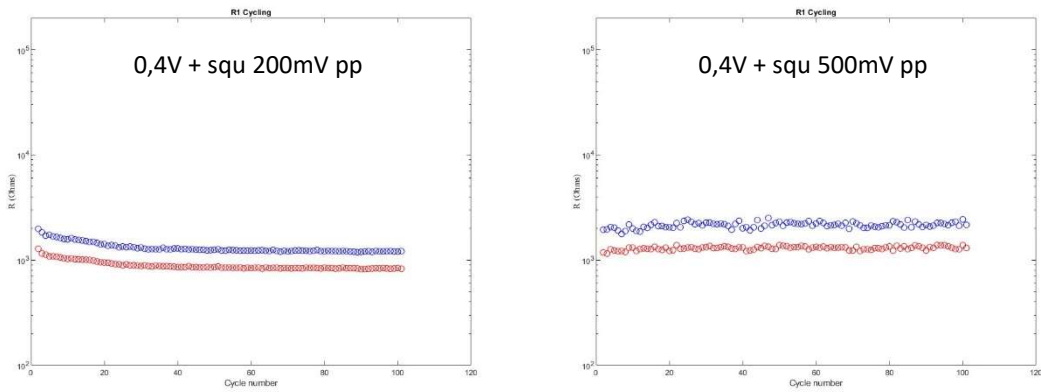 R1 Cycling
0,4V + squ 200mV pp
R (Ohms)
10^5
10^4
10^3
10^2
0 20 40 60 80 100 120
Cycle number
R1 Cycling
0,4V + squ 500mV pp
R (Ohms)
10^5
10^4
10^3
10^2
0 20 40 60 80 100 120
Cycle number